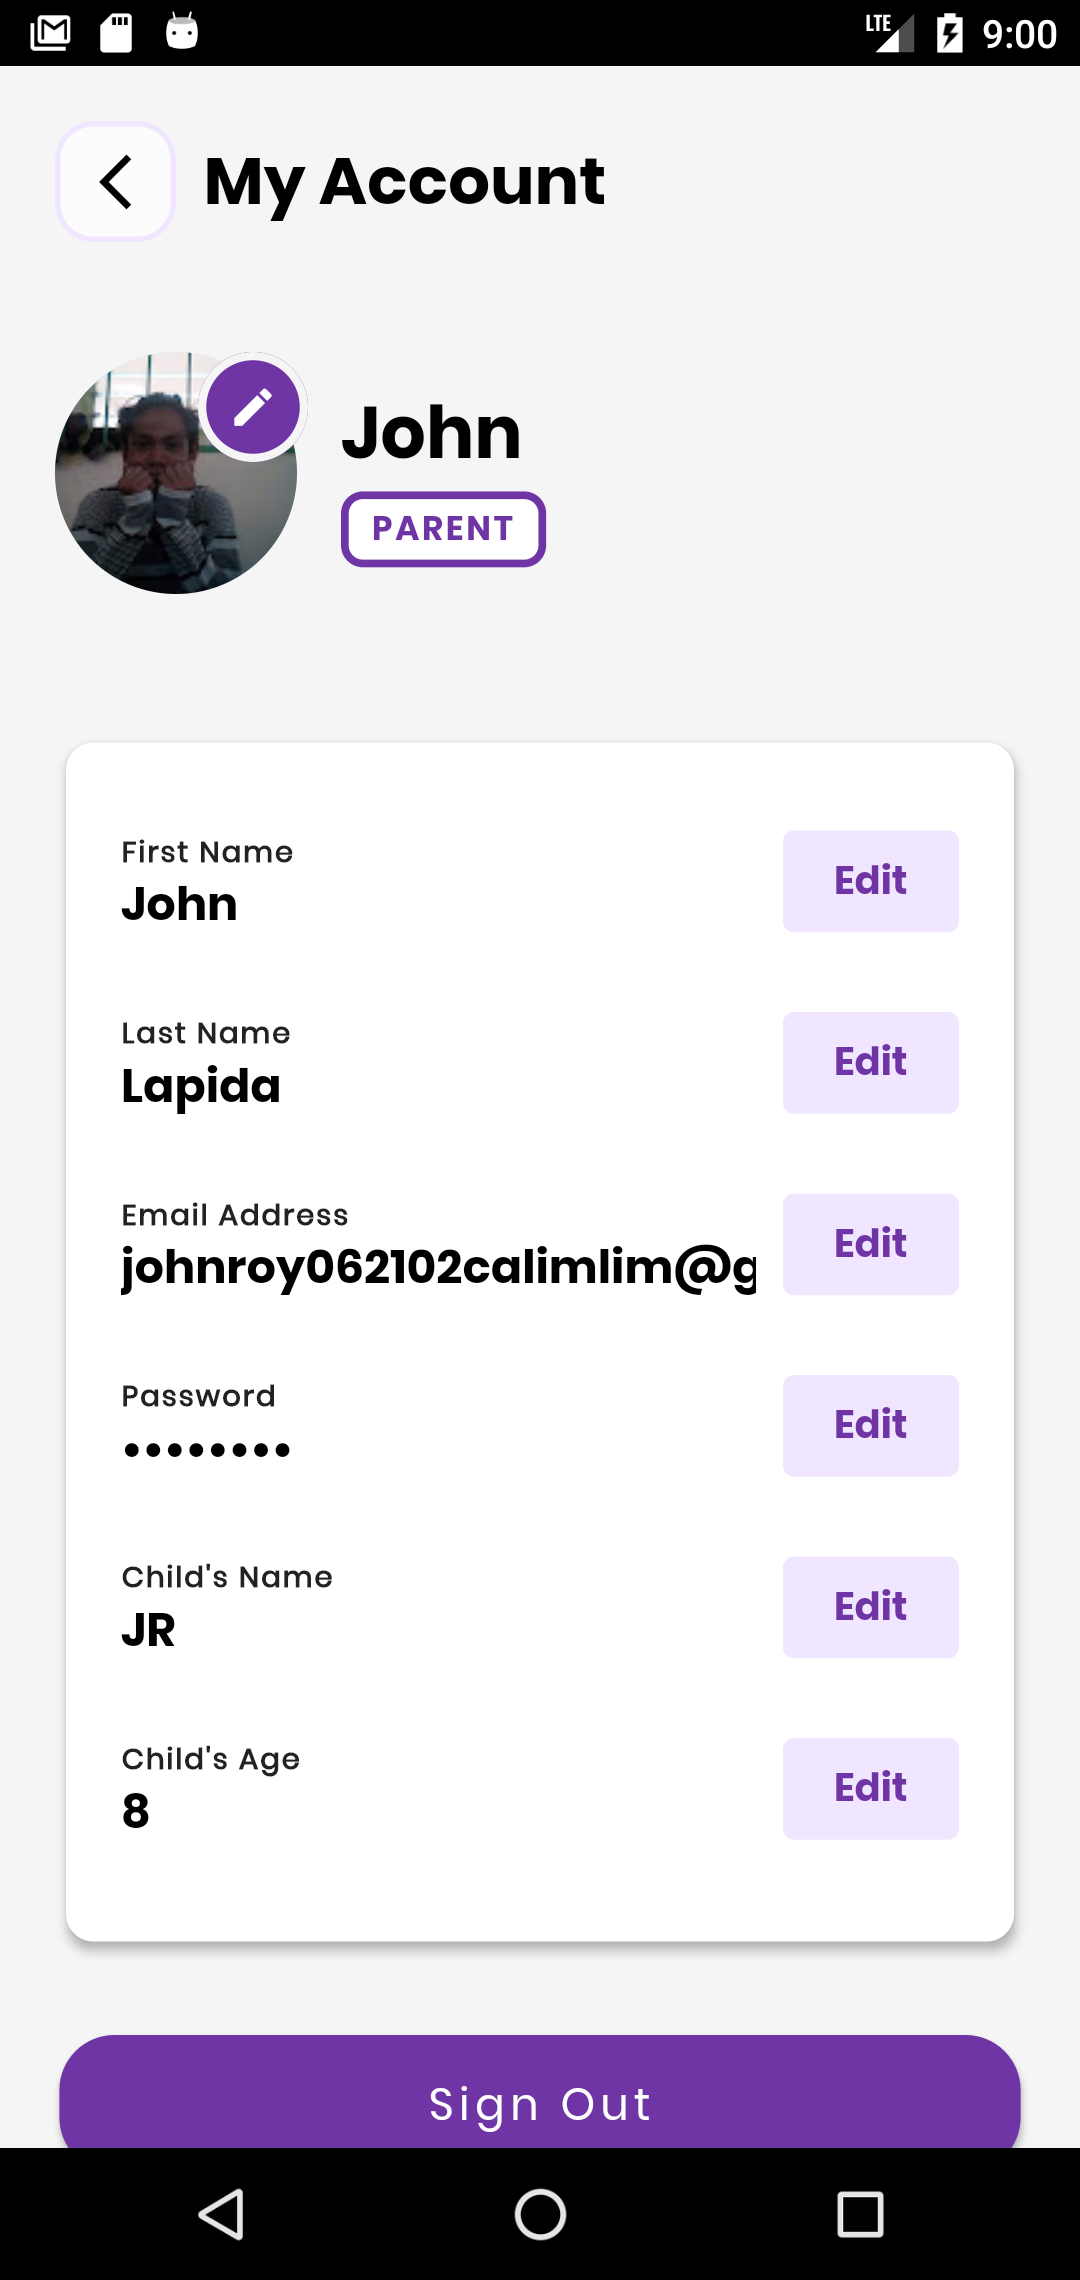 LTE 9:00
My Account
John
PARENT
First Name
John
Edit
Last Name
Lapida
Edit
Email Address
johnroy062102calimlim@g
Edit
Password
••••••••
Edit
Child's Name
JR
Edit
Child's Age
8
Edit
Sign Out